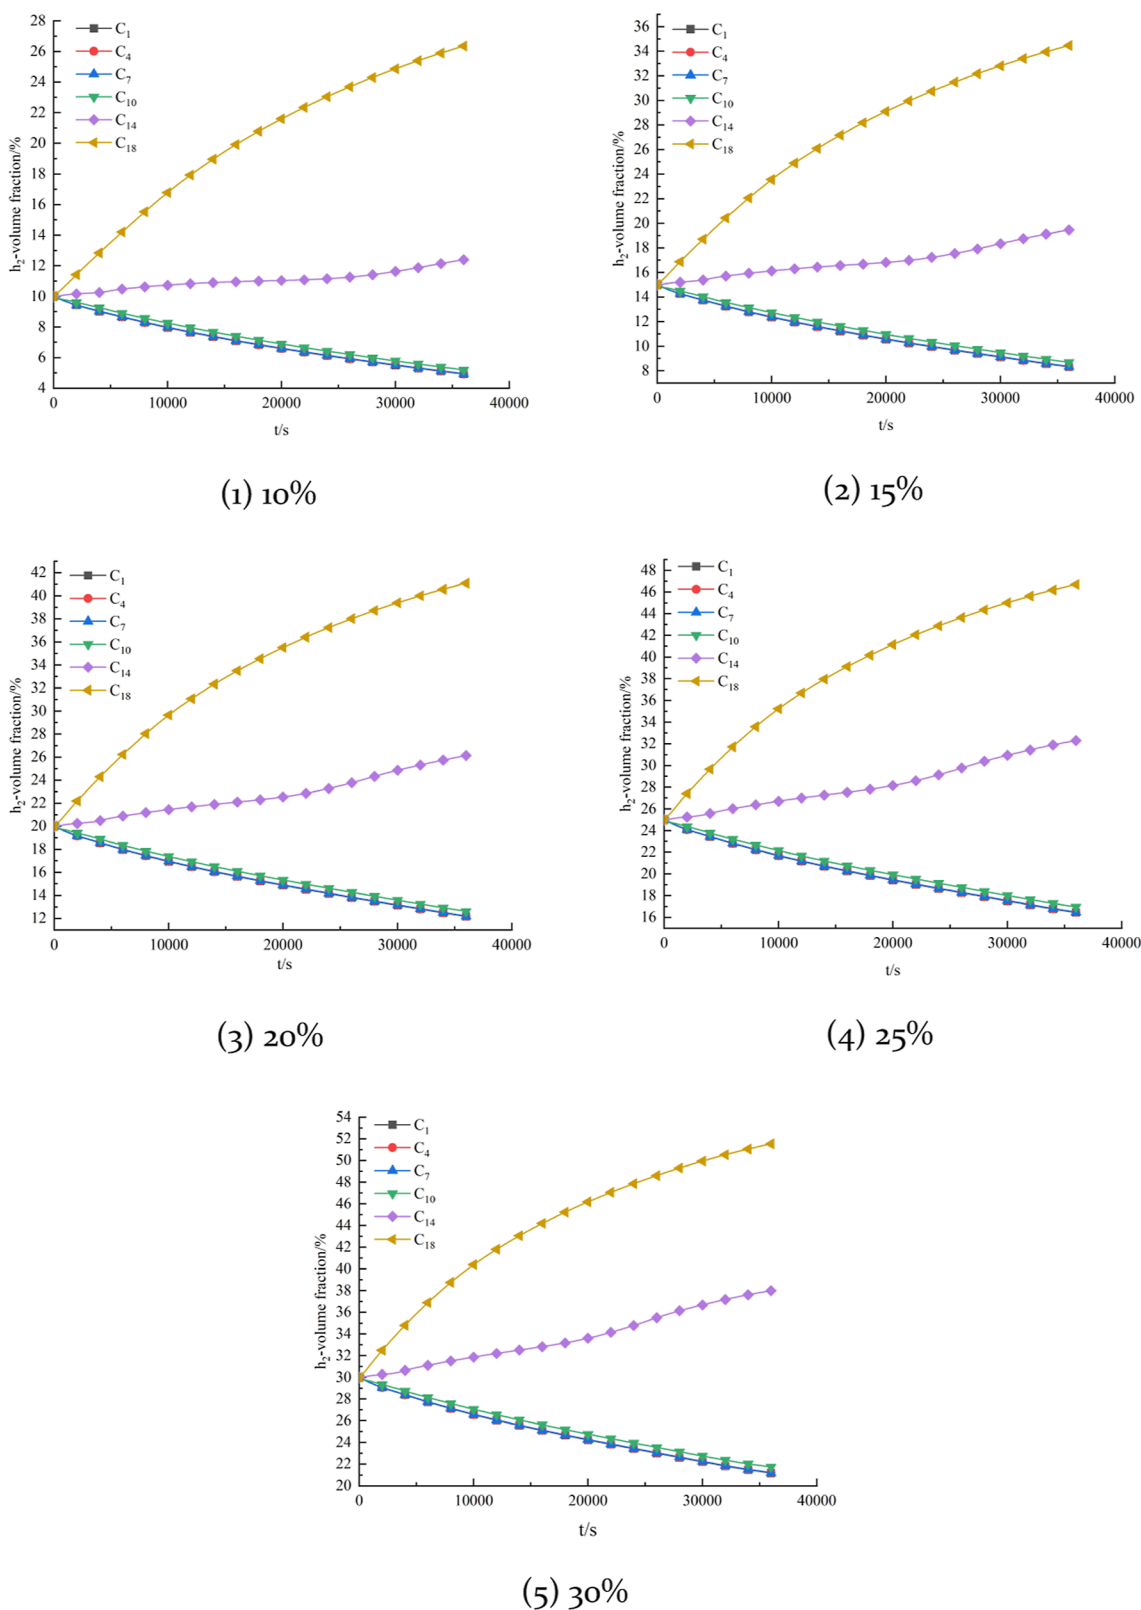 28
26
24
22
20
18
16
14
12
10
8
6
4
h2-volume fraction/%
C1
C4
C7
C10
C14
C18
0 10000 20000 30000 40000
t/s
(1) 10%
36
34
32
30
28
26
24
22
20
18
16
14
12
10
8
h2-volume fraction/%
C1
C4
C7
C10
C14
C18
0 10000 20000 30000 40000
t/s
(2) 15%
42
40
38
36
34
32
30
28
26
24
22
20
18
16
14
12
h2-volume fraction/%
C1
C4
C7
C10
C14
C18
0 10000 20000 30000 40000
t/s
(3) 20%
48
46
44
42
40
38
36
34
32
30
28
26
24
22
20
18
16
h2-volume fraction/%
C1
C4
C7
C10
C14
C18
0 10000 20000 30000 40000
t/s
(4) 25%
54
52
50
48
46
44
42
40
38
36
34
32
30
28
26
24
22
20
h2-volume fraction/%
C1
C4
C7
C10
C14
C18
0 10000 20000 30000 40000
t/s
(5) 30%